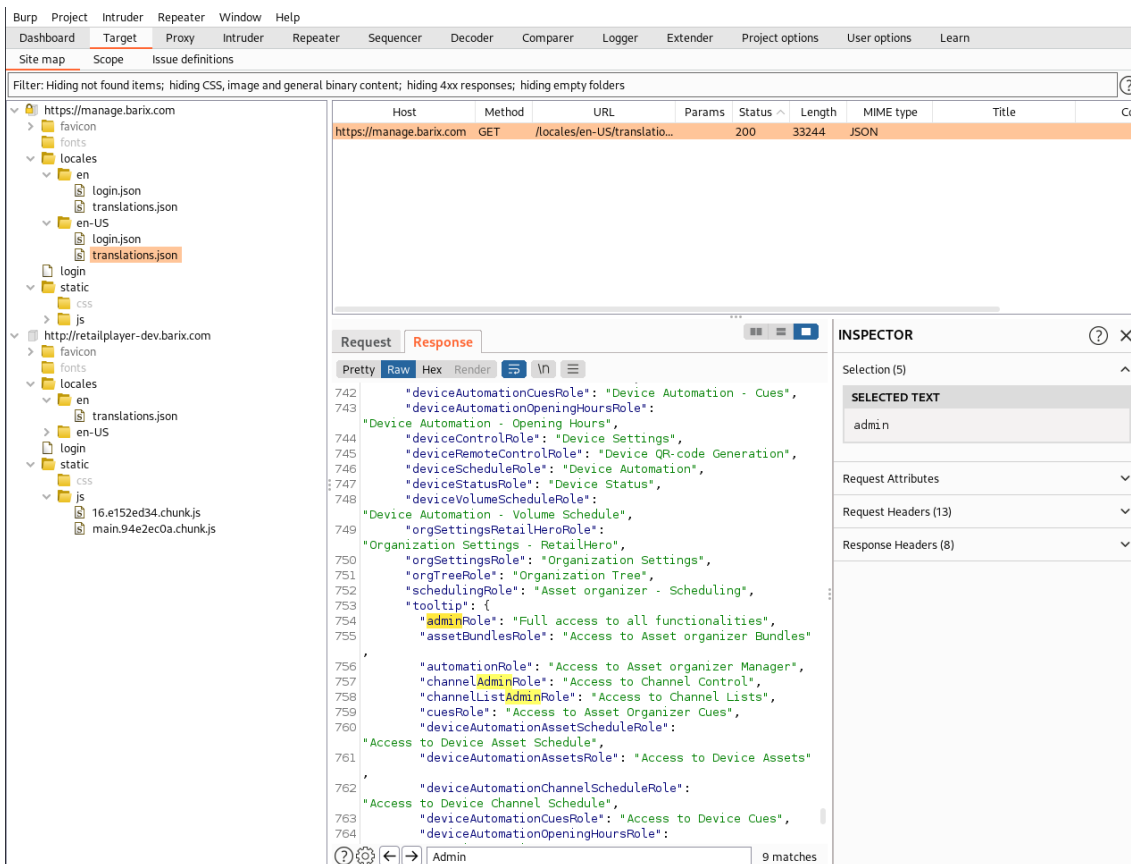 Burp Project Intruder Repeater Window Help
Dashboard Target Proxy Intruder Repeater Sequencer Decoder Comparer Logger Extender Project options User options Learn
Site map Scope Issue definitions
Filter: Hiding not found items; hiding CSS, image and general binary content; hiding 4xx responses; hiding empty folders
https://manage.barix.com
favicon
fonts
locales
en
login.json
translations.json
en-US
login.json
translations.json
login
static
css
js
http://retailplayer-dev.barix.com
favicon
fonts
locales
en
translations.json
en-US
login
static
css
js
16.e152ed34.chunk.js
main.94e2ec0a.chunk.js
Host Method URL Params Status Length MIME type Title Co
https://manage.barix.com GET /locales/en-US/translatio... 200 33244 JSON
Request Response
Pretty Raw Hex Render \n
742 "deviceAutomationCuesRole": "Device Automation - Cues",
743 "deviceAutomationOpeningHoursRole":
"Device Automation - Opening Hours",
744 "deviceControlRole": "Device Settings",
745 "deviceRemoteControlRole": "Device QR-code Generation",
746 "deviceScheduleRole": "Device Automation",
747 "deviceStatusRole": "Device Status",
748 "deviceVolumeScheduleRole":
"Device Automation - Volume Schedule",
749 "orgSettingsRetailHeroRole":
"Organization Settings - RetailHero",
750 "orgSettingsRole": "Organization Settings",
751 "orgTreeRole": "Organization Tree",
752 "schedulingRole": "Asset organizer - Scheduling",
753 "tooltip": {
754 "adminRole": "Full access to all functionalities",
755 "assetBundlesRole": "Access to Asset organizer Bundles"
,
756 "automationRole": "Access to Asset organizer Manager",
757 "channelAdminRole": "Access to Channel Control",
758 "channelListAdminRole": "Access to Channel Lists",
759 "cuesRole": "Access to Asset Organizer Cues",
760 "deviceAutomationAssetScheduleRole":
"Access to Device Asset Schedule",
761 "deviceAutomationAssetsRole": "Access to Device Assets"
,
762 "deviceAutomationChannelScheduleRole":
"Access to Device Channel Schedule",
763 "deviceAutomationCuesRole": "Access to Device Cues",
764 "deviceAutomationOpeningHoursRole":
Admin 9 matches
INSPECTOR
Selection (5)
SELECTED TEXT
admin
Request Attributes
Request Headers (13)
Response Headers (8)